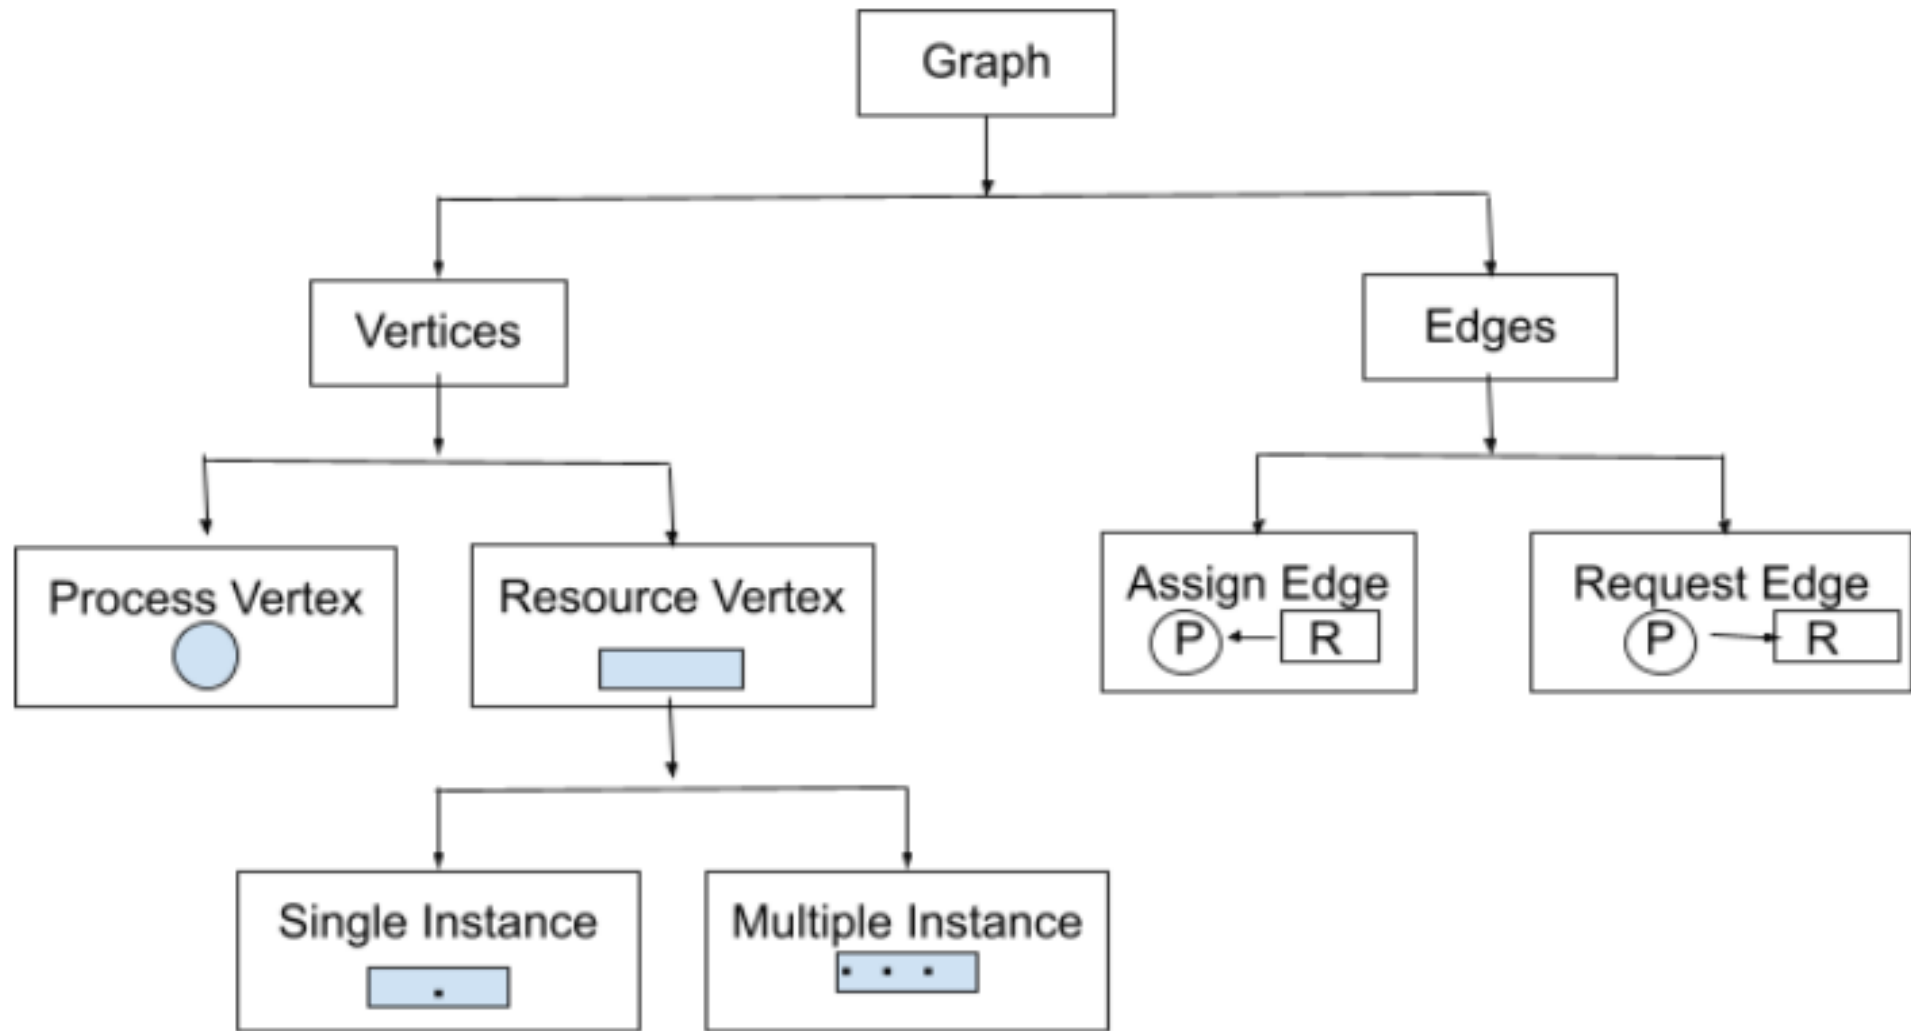 Graph
Vertices
Edges
Process Vertex
Resource Vertex
Assign Edge
P
R
Request Edge
P
R
Single Instance
Multiple Instance